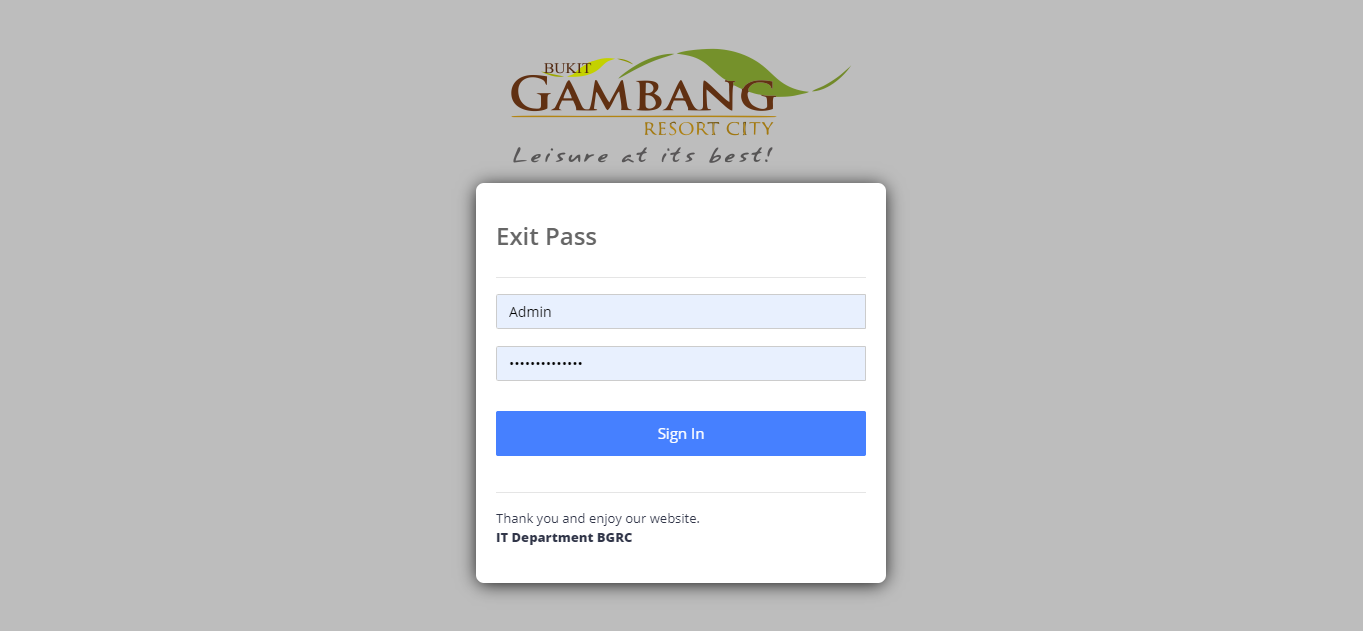 BUKIT
GAMBANG
RESORT CITY
Leisure at its best!
Exit Pass
Admin
••••••••••••••
Sign In
Thank you and enjoy our website.
IT Department BGRC